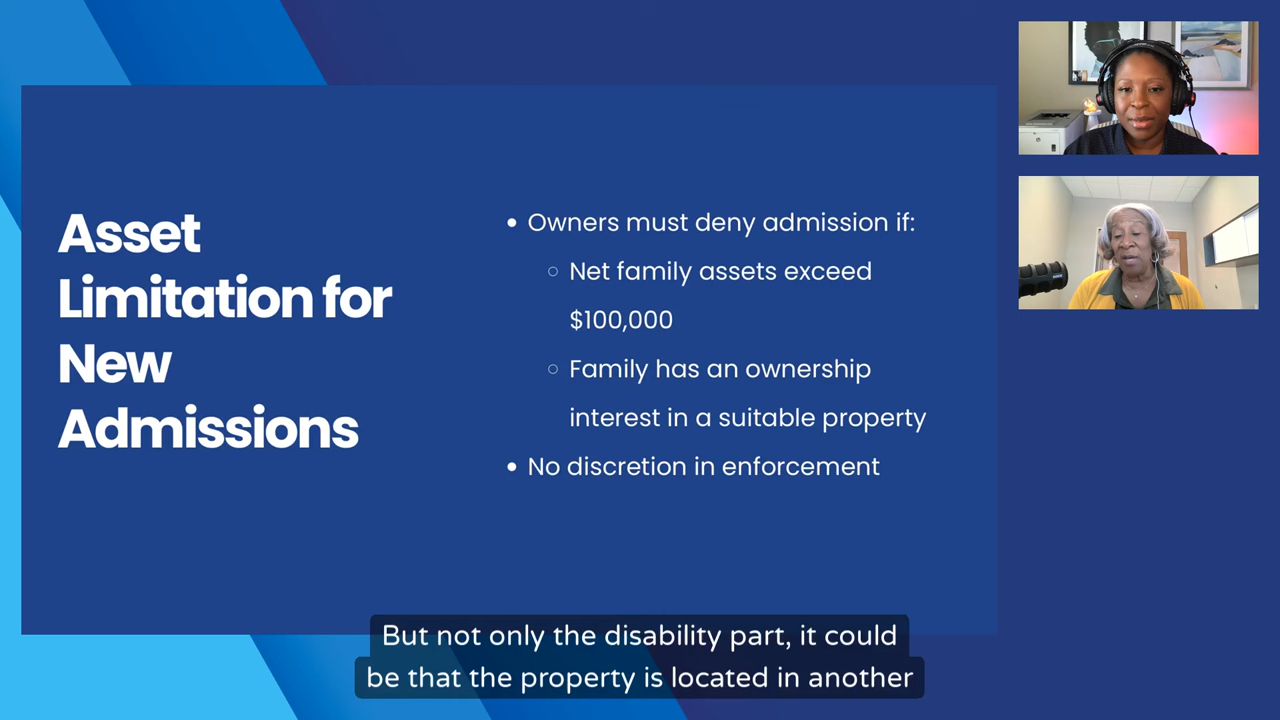 Asset
Limitation for
New
Admissions
• Owners must deny admission if:
○ Net family assets exceed
$100,000
○ Family has an ownership
interest in a suitable property
• No discretion in enforcement
But not only the disability part, it could
be that the property is located in another